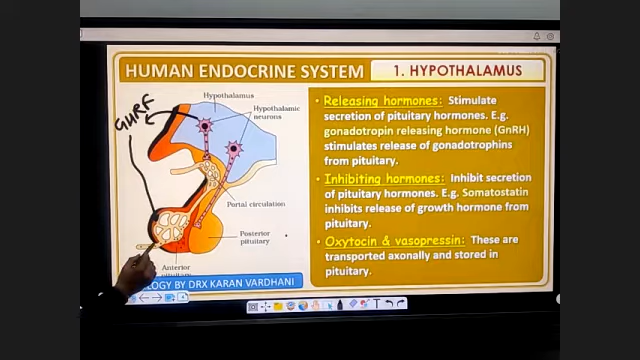 HUMAN ENDOCRINE SYSTEM
1. HYPOTHALAMUS
GnRF
Hypothalamus
Hypothalamic
neurons
Portal circulation
Posterior
pituitary
Anterior
pituitary
OLOGY BY DRX KARAN VARDHANI
• Releasing hormones: Stimulate
secretion of pituitary hormones. E.g.
gonadotropin releasing hormone (GnRH)
stimulates release of gonadotrophins
from pituitary.
• Inhibiting hormones: Inhibit secretion
of pituitary hormones. E.g. Somatostatin
inhibits release of growth hormone from
pituitary.
• Oxytocin & vasopressin: These are
transported axonally and stored in
pituitary.